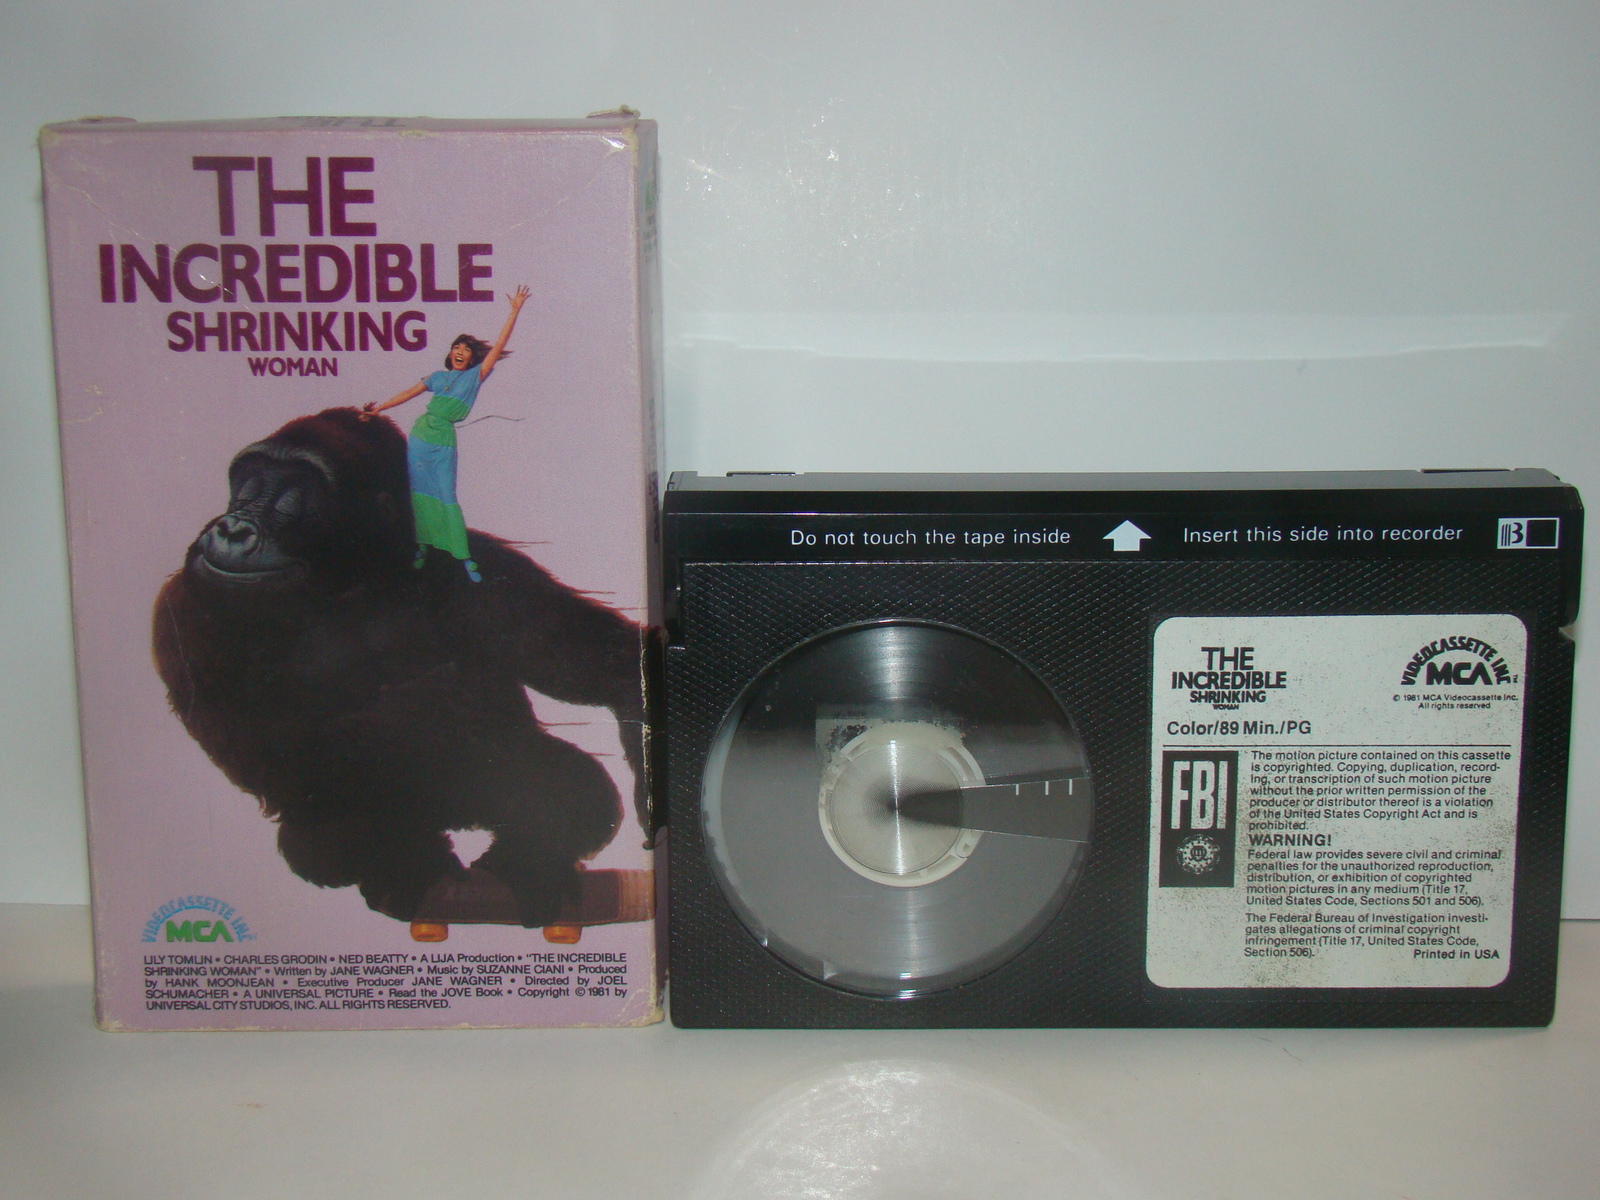 THE
INCREDIBLE
SHRINKING
WOMAN
VIDEOCASSETTE INC
MCA
LILY TOMLIN • CHARLES GRODIN • NED BEATTY • A LIJA Production • "THE INCREDIBLE
SHRINKING WOMAN" • Written by JANE WAGNER • Music by SUZANNE CIANI • Produced
by HANK MOONJEAN • Executive Producer JANE WAGNER • Directed by JOEL
SCHUMACHER • A UNIVERSAL PICTURE • Read the JOVE Book • Copyright © 1981 by
UNIVERSAL CITY STUDIOS, INC. ALL RIGHTS RESERVED.
Do not touch the tape inside Insert this side into recorder B
THE
INCREDIBLE
SHRINKING
WOMAN
VIDEOCASSETTE INC
MCA TM
© 1981 MCA Videocassette Inc.
All rights reserved
Color/89 Min./PG
FBI
The motion picture contained on this cassette
is copyrighted. Copying, duplication, record-
ing, or transcription of such motion picture
without the prior written permission of the
producer or distributor thereof is a violation
of the United States Copyright Act and is
prohibited.
WARNING!
Federal law provides severe civil and criminal
penalties for the unauthorized reproduction,
distribution, or exhibition of copyrighted
motion pictures in any medium (Title 17,
United States Code, Sections 501 and 506).
The Federal Bureau of Investigation investi-
gates allegations of criminal copyright
infringement (Title 17, United States Code,
Section 506). Printed in USA